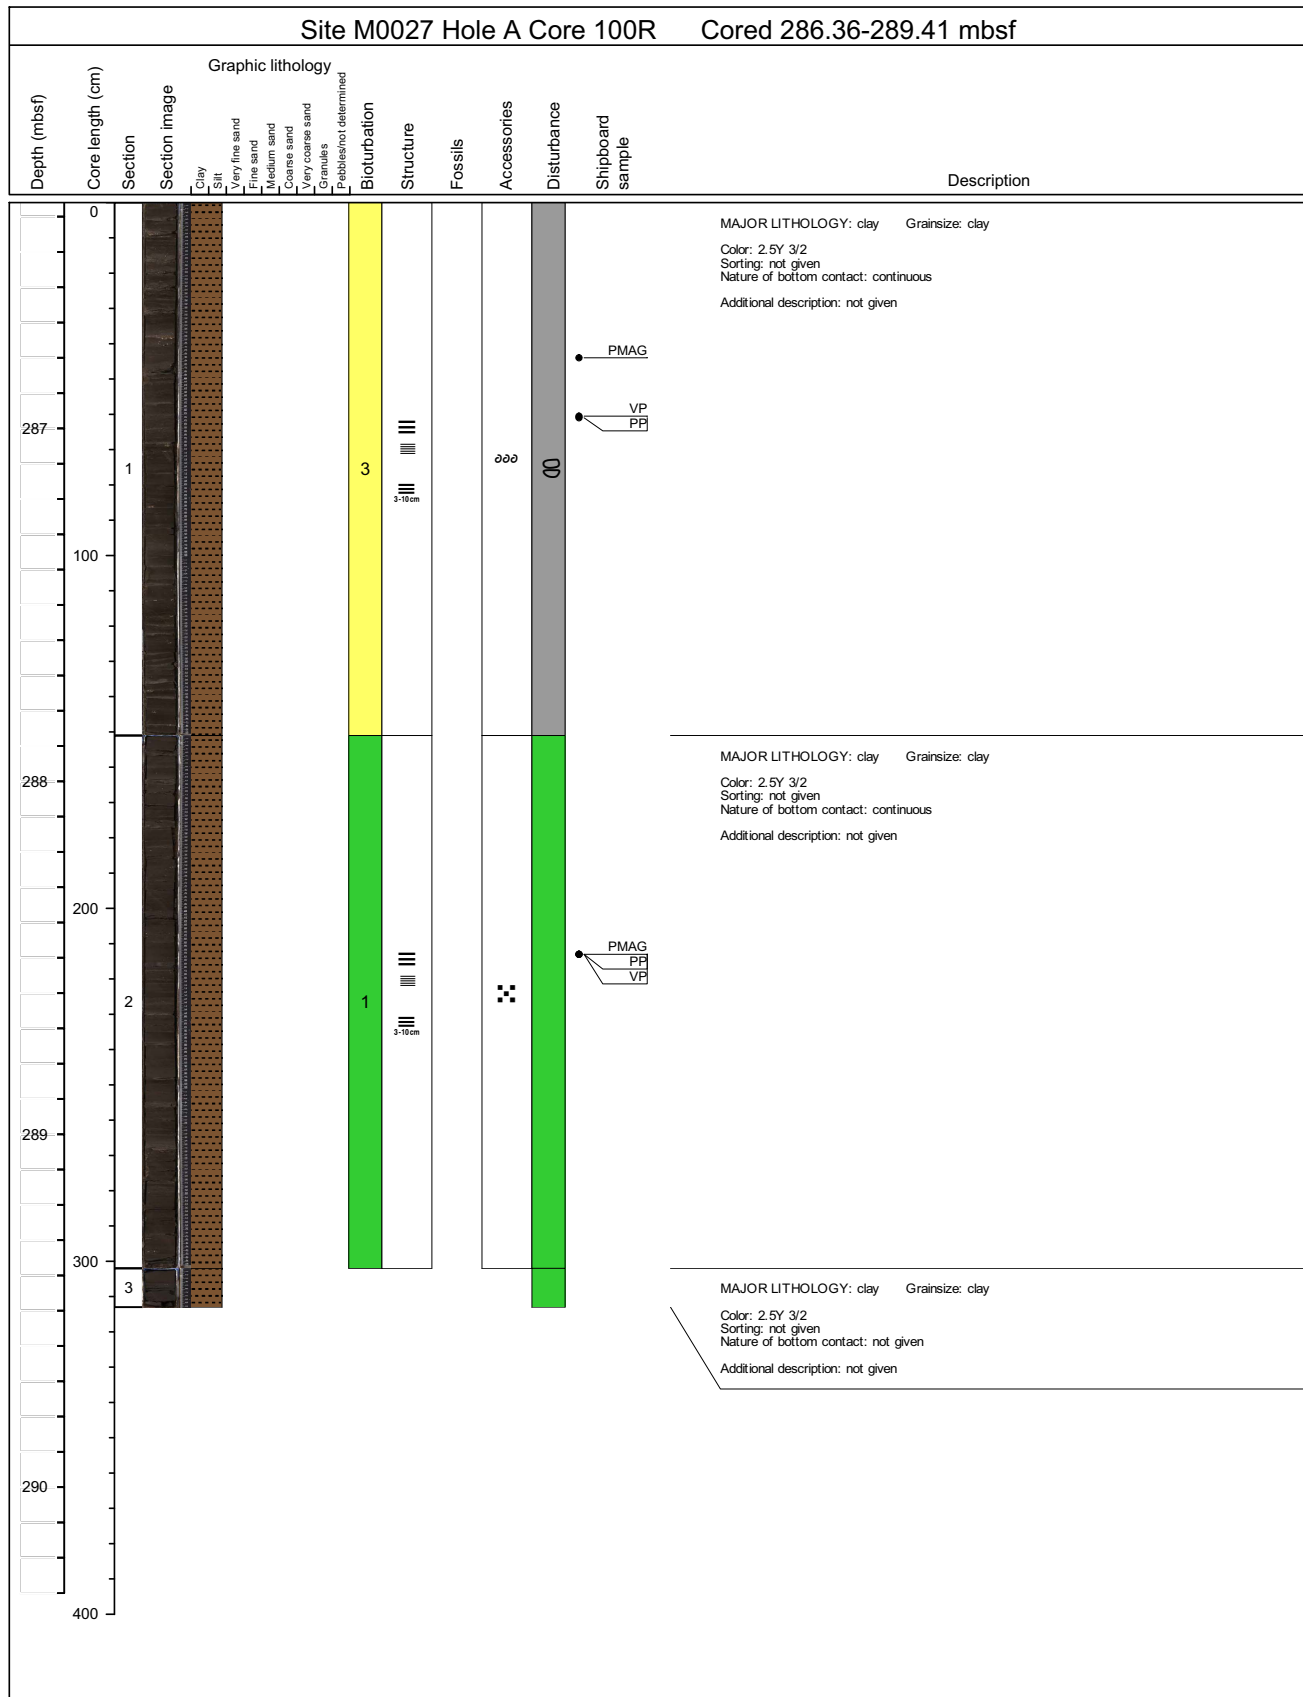 Site M0027 Hole A Core 100R Cored 286.36-289.41 mbsf
Graphic lithology
Depth (mbsf)
Core length (cm)
Section
Section image
Clay
Silt
Very fine sand
Fine sand
Medium sand
Coarse sand
Very coarse sand
Granules
Pebbles/not determined
Bioturbation
Structure
Fossils
Accessories
Disturbance
Shipboard
sample
Description
0
MAJOR LITHOLOGY: clay Grainsize: clay
Color: 2.5Y 3/2
Sorting: not given
Nature of bottom contact: continuous
Additional description: not given
PMAG
VP
PP
287
1
3
3-10cm
100
MAJOR LITHOLOGY: clay Grainsize: clay
288
Color: 2.5Y 3/2
Sorting: not given
Nature of bottom contact: continuous
Additional description: not given
200
PMAG
PP
VP
2
1
3-10cm
289
300
3
MAJOR LITHOLOGY: clay Grainsize: clay
Color: 2.5Y 3/2
Sorting: not given
Nature of bottom contact: not given
Additional description: not given
290
400